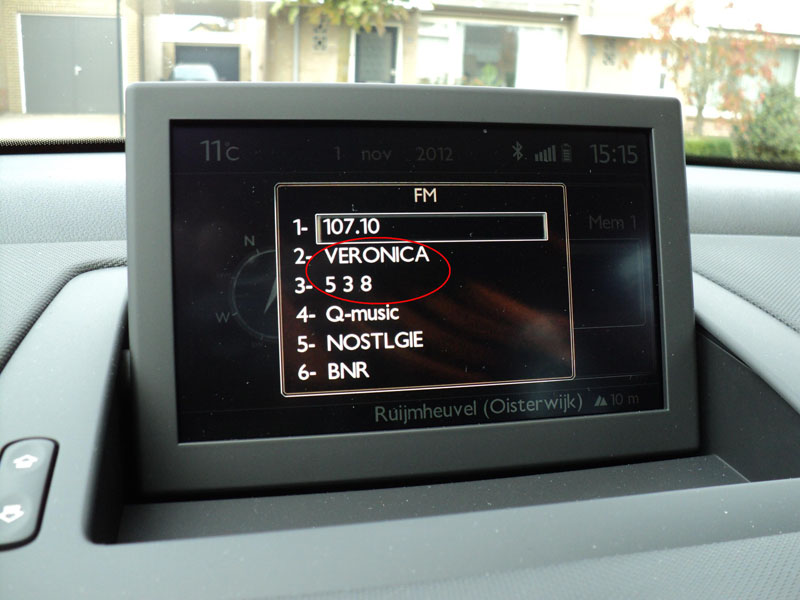 11°C 1 nov 2012 15:15
FM
1- 107.10
Mem 1
2- VERONICA
3- 5 3 8
4- Q-music
5- NOSTLGIE
6- BNR
N
W
Ruijmheuvel (Oisterwijk) 10 m